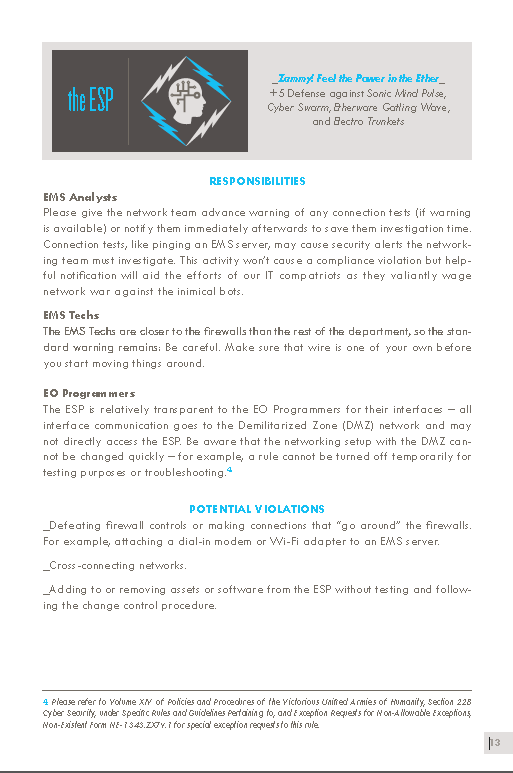 the ESP
_Zammy! Feel the Power in the Ether_
+5 Defense against Sonic Mind Pulse,
Cyber Swarm, Etherware Gatling Wave,
and Electro Trunkets
RESPONSIBILITIES
EMS Analysts
Please give the network team advance warning of any connection tests (if warning
is available) or notify them immediately afterwards to save them investigation time.
Connection tests, like pinging an EMS server, may cause security alerts the network-
ing team must investigate. This activity won't cause a compliance violation but help-
ful notification will aid the efforts of our IT compatriots as they valiantly wage
network war against the inimical bots.
EMS Techs
The EMS Techs are closer to the firewalls than the rest of the department, so the stan-
dard warning remains: Be careful. Make sure that wire is one of your own before
you start moving things around.
EO Programmers
The ESP is relatively transparent to the EO Programmers for their interfaces – all
interface communication goes to the Demilitarized Zone (DMZ) network and may
not directly access the ESP. Be aware that the networking setup with the DMZ can-
not be changed quickly – for example, a rule cannot be turned off temporarily for
testing purposes or troubleshooting.4
POTENTIAL VIOLATIONS
_Defeating firewall controls or making connections that “go around” the firewalls.
For example, attaching a dial-in modem or Wi-Fi adapter to an EMS server.
_Cross-connecting networks.
_Adding to or removing assets or software from the ESP without testing and follow-
ing the change control procedure.
4 Please refer to Volume XIV of Policies and Procedures of the Victorious Unified Armies of Humanity, Section 22B
Cyber Security, under Specific Rules and Guidelines Pertaining to, and Exception Requests for Non-Allowable Exceptions,
Non-Existent Form NE-1343.ZX7v.1 for special exception requests to this rule.
13